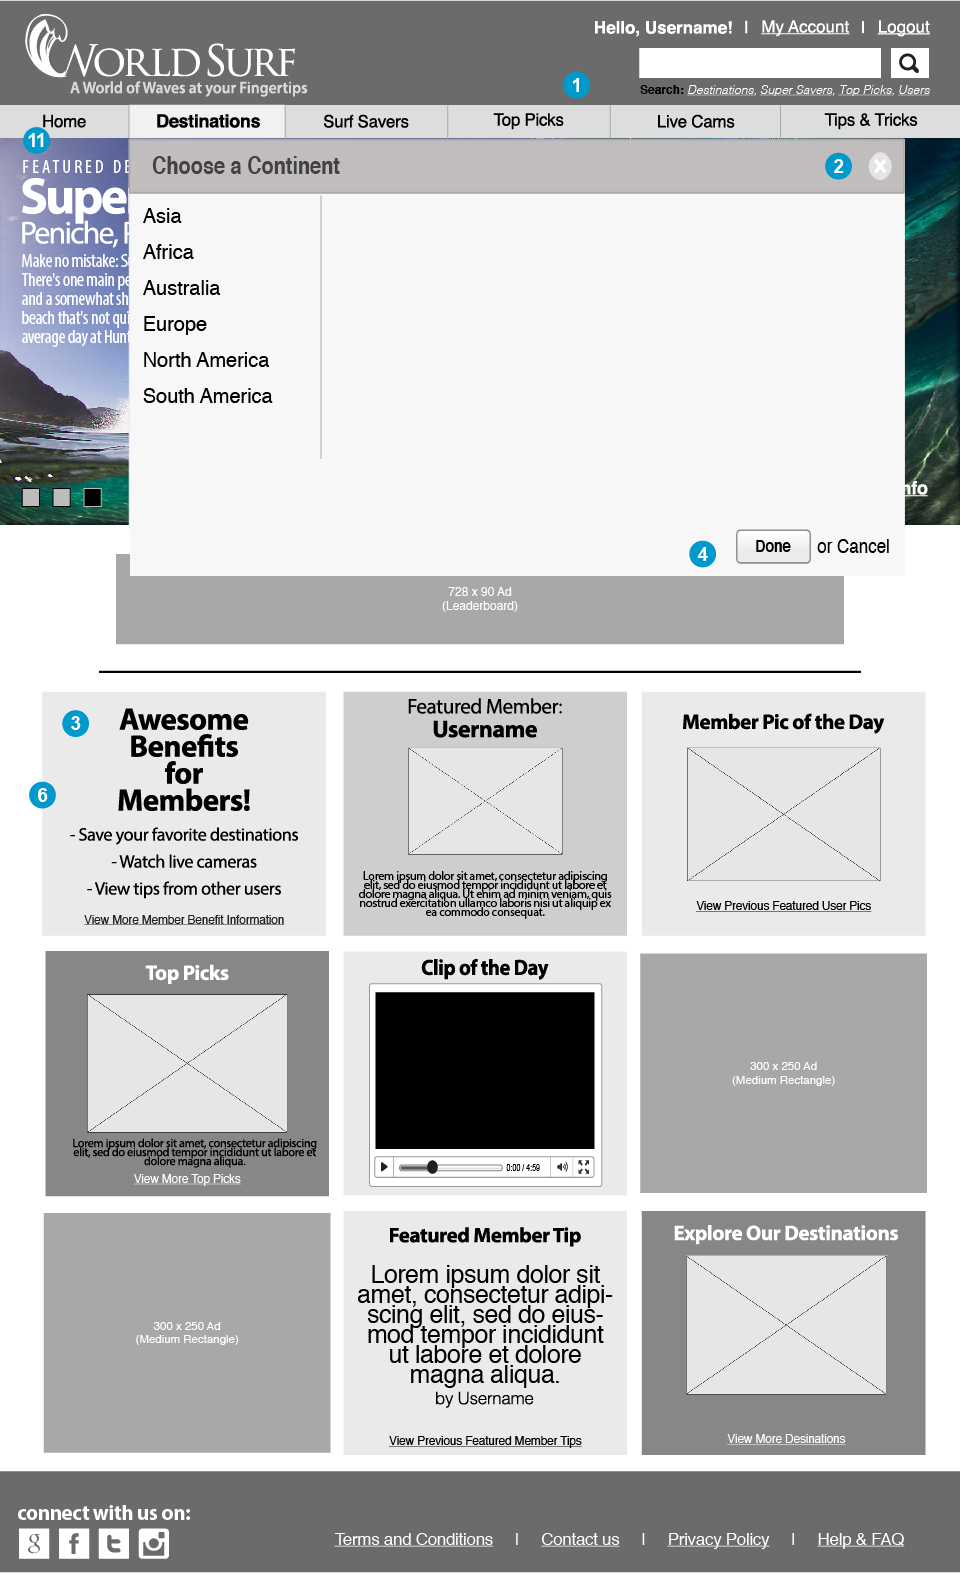 Hello, Username! | My Account | Logout
WORLD SURF
A World of Waves at your Fingertips
1
Search: Destinations, Super Savers, Top Picks, Users
Home
Destinations
Surf Savers
Top Picks
Live Cams
Tips & Tricks
11
FEATURED
Choose a Continent
2
Peniche,
Make no mistake:
There's one main
and a somewhat
beach that's not
average day at
Asia
Africa
Australia
Europe
North America
South America
4
Done or Cancel
728 x 90 Ad
(Leaderboard)
3
Awesome
Benefits
for
Members!
6
- Save your favorite destinations
- Watch live cameras
- View tips from other users
View More Member Benefit Information
Featured Member:
Username
Lorem ipsum dolor sit amet, consectetur adipiscing
elit, sed do eiusmod tempor incididunt ut labore et
dolore magna aliqua. Ut enim ad minim veniam, quis
nostrud exercitation ullamco laboris nisi ut aliquip ex
ea commodo consequat.
Member Pic of the Day
View Previous Featured User Pics
Top Picks
Lorem ipsum dolor sit amet, consectetur adipiscing
elit, sed do eiusmod tempor incididunt ut labore et
dolore magna aliqua.
View More Top Picks
Clip of the Day
0:00 / 4:59
300 x 250 Ad
(Medium Rectangle)
300 x 250 Ad
(Medium Rectangle)
Featured Member Tip
Lorem ipsum dolor sit
amet, consectetur adipi-
scing elit, sed do eius-
mod tempor incididunt
ut labore et dolore
magna aliqua.
by Username
View Previous Featured Member Tips
Explore Our Destinations
View More Desinations
connect with us on:
Terms and Conditions | Contact us | Privacy Policy | Help & FAQ